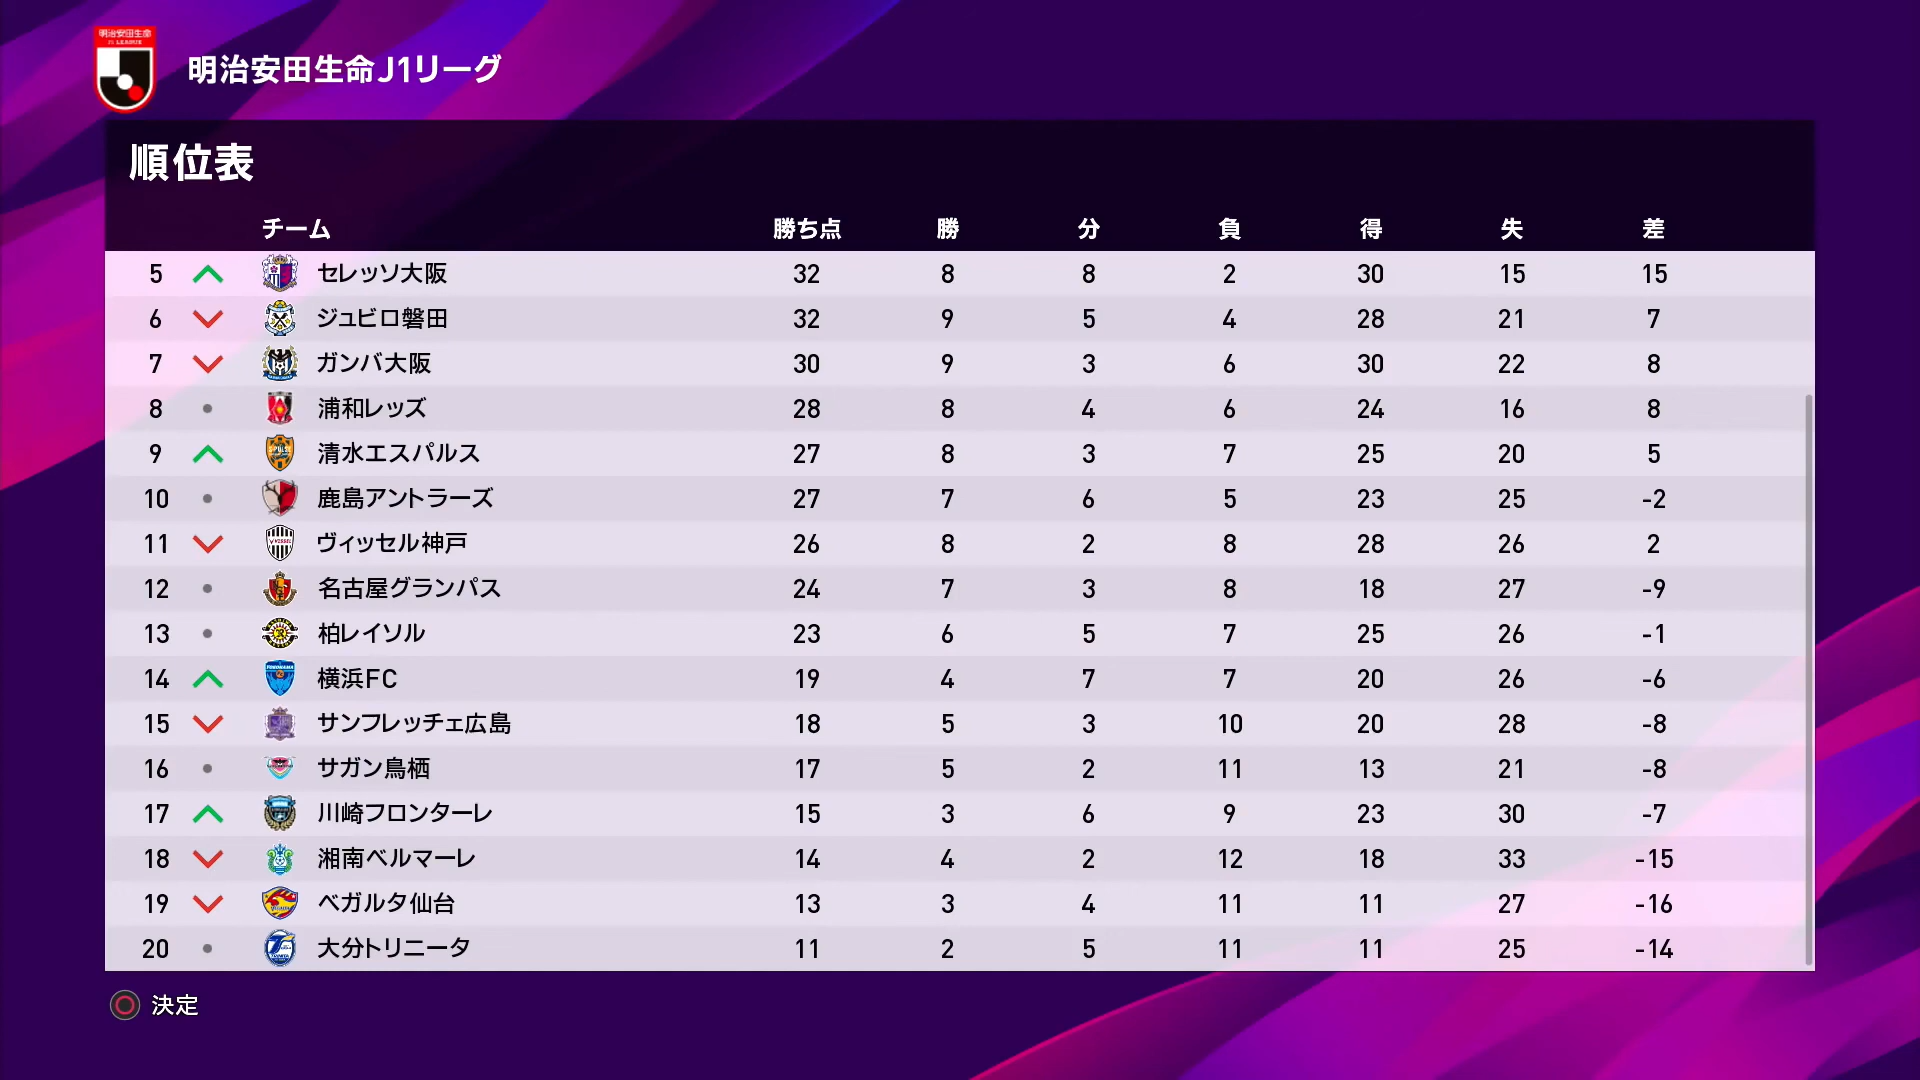 明治安田生命
J1 LEAGUE
明治安田生命J1リーグ
順位表
チーム 勝ち点 勝 分 負 得 失 差
5 セレッソ大阪 32 8 8 2 30 15 15
6 ジュビロ磐田 32 9 5 4 28 21 7
7 ガンバ大阪 30 9 3 6 30 22 8
8 浦和レッズ 28 8 4 6 24 16 8
9 清水エスパルス 27 8 3 7 25 20 5
10 鹿島アントラーズ 27 7 6 5 23 25 -2
11 ヴィッセル神戸 26 8 2 8 28 26 2
12 名古屋グランパス 24 7 3 8 18 27 -9
13 柏レイソル 23 6 5 7 25 26 -1
14 横浜FC 19 4 7 7 20 26 -6
15 サンフレッチェ広島 18 5 3 10 20 28 -8
16 サガン鳥栖 17 5 2 11 13 21 -8
17 川崎フロンターレ 15 3 6 9 23 30 -7
18 湘南ベルマーレ 14 4 2 12 18 33 -15
19 ベガルタ仙台 13 3 4 11 11 27 -16
20 大分トリニータ 11 2 5 11 11 25 -14
決定